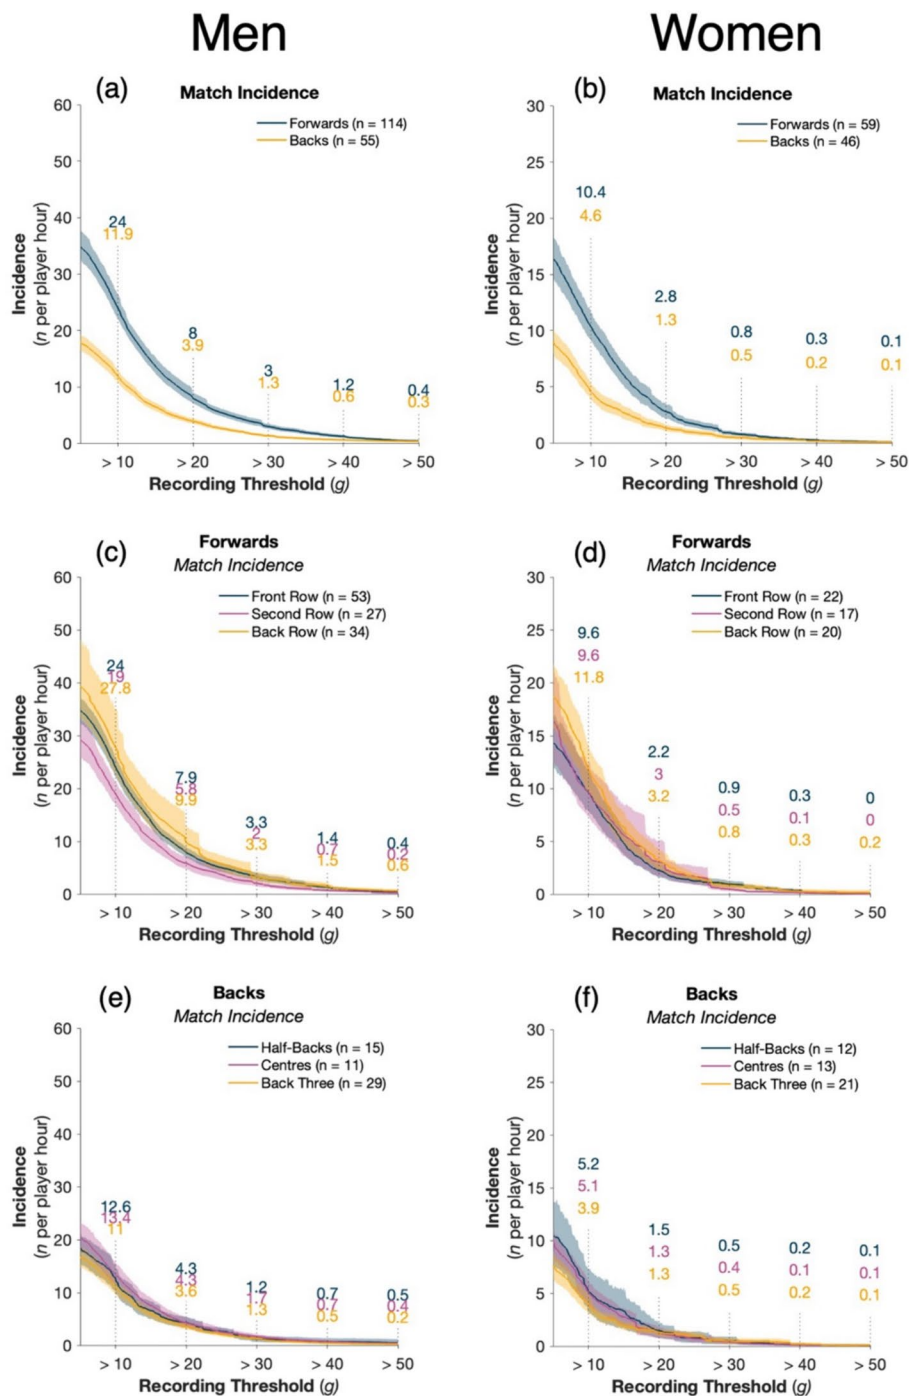 Men
Women
(a)
Match Incidence
Forwards (n = 114)
Backs (n = 55)
60
50
40
30
20
10
0
24
11.9
8
3.9
3
1.3
1.2
0.6
0.4
0.3
Incidence
(n per player hour)
> 10
> 20
> 30
> 40
> 50
Recording Threshold (g)
(b)
Match Incidence
Forwards (n = 59)
Backs (n = 46)
30
25
20
15
10
5
0
10.4
4.6
2.8
1.3
0.8
0.5
0.3
0.2
0.1
0.1
Incidence
(n per player hour)
> 10
> 20
> 30
> 40
> 50
Recording Threshold (g)
(c)
Forwards
Match Incidence
Front Row (n = 53)
Second Row (n = 27)
Back Row (n = 34)
60
50
40
30
20
10
0
24
19
27.8
7.9
5.8
9.9
3.3
2
3.3
1.4
0.7
1.5
0.4
0.2
0.6
Incidence
(n per player hour)
> 10
> 20
> 30
> 40
> 50
Recording Threshold (g)
(d)
Forwards
Match Incidence
Front Row (n = 22)
Second Row (n = 17)
Back Row (n = 20)
30
25
20
15
10
5
0
9.6
9.6
11.8
2.2
3
3.2
0.9
0.5
0.8
0.3
0.1
0.3
0
0
0.2
Incidence
(n per player hour)
> 10
> 20
> 30
> 40
> 50
Recording Threshold (g)
(e)
Backs
Match Incidence
Half-Backs (n = 15)
Centres (n = 11)
Back Three (n = 29)
60
50
40
30
20
10
0
12.6
13.4
11
4.3
4.3
3.6
1.2
1.7
1.3
0.7
0.7
0.5
0.5
0.4
0.2
Incidence
(n per player hour)
> 10
> 20
> 30
> 40
> 50
Recording Threshold (g)
(f)
Backs
Match Incidence
Half-Backs (n = 12)
Centres (n = 13)
Back Three (n = 21)
30
25
20
15
10
5
0
5.2
5.1
3.9
1.5
1.3
1.3
0.5
0.4
0.5
0.2
0.1
0.2
0.1
0.1
0.1
Incidence
(n per player hour)
> 10
> 20
> 30
> 40
> 50
Recording Threshold (g)